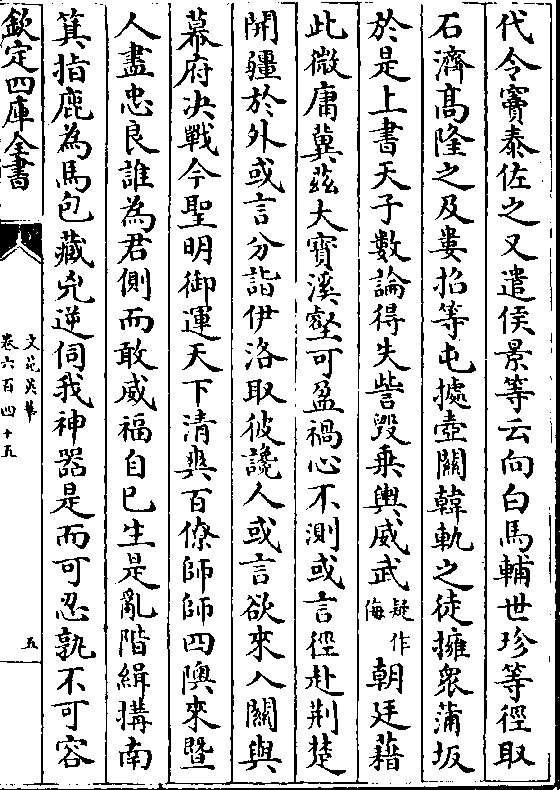 代令竇泰佐之又遣侯景等云向白馬輔世珍等徑取
石濟髙隆之及婁招等屯據壺關韓軌之徒擁衆蒲坂
於是上書天子數論得失訾毀乗輿威武疑作侮朝廷藉
此微庸冀兹大寳溪壑可盈禍心不測或言徑赴荆楚
開疆於外或言分詣伊洛取彼讒人或言欲來入關與
幕府决戰今聖明御運天下清爽百僚師師四隩來暨
人盡忠良誰為君側而敢威福自已生是亂階緝搆南
箕指鹿為馬包藏兇逆伺我神器是而可忍孰不可容
欽定四庫全書
文苑英華
卷六百四十五
五